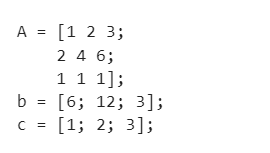 A = [1 2 3;
2 4 6;
1 1 1];
b = [6; 12; 3];
c = [1; 2; 3];